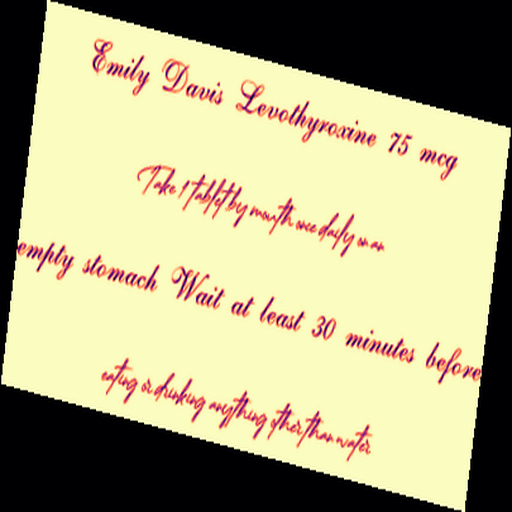 Emily Davis Levothyroxine 75 mcg
Take 1 tablet by mouth once daily on an
empty stomach Wait at least 30 minutes before
eating or drinking anything other than water